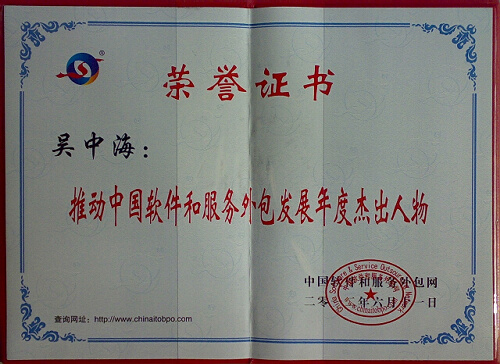 荣誉证书
吴中海：
推动中国软件和服务外包发展年度杰出人物
中国软件和服务外包网
二零 年六月 一日
查询网址：http://www.chinaitobpo.com